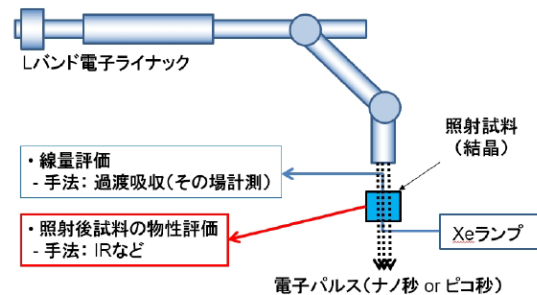 Lバンド電子ライナック
照射試料
(結晶)
・線量評価
- 手法: 過渡吸収(その場計測)
・照射後試料の物性評価
- 手法: IRなど
Xeランプ
電子パルス(ナノ秒 or ピコ秒)